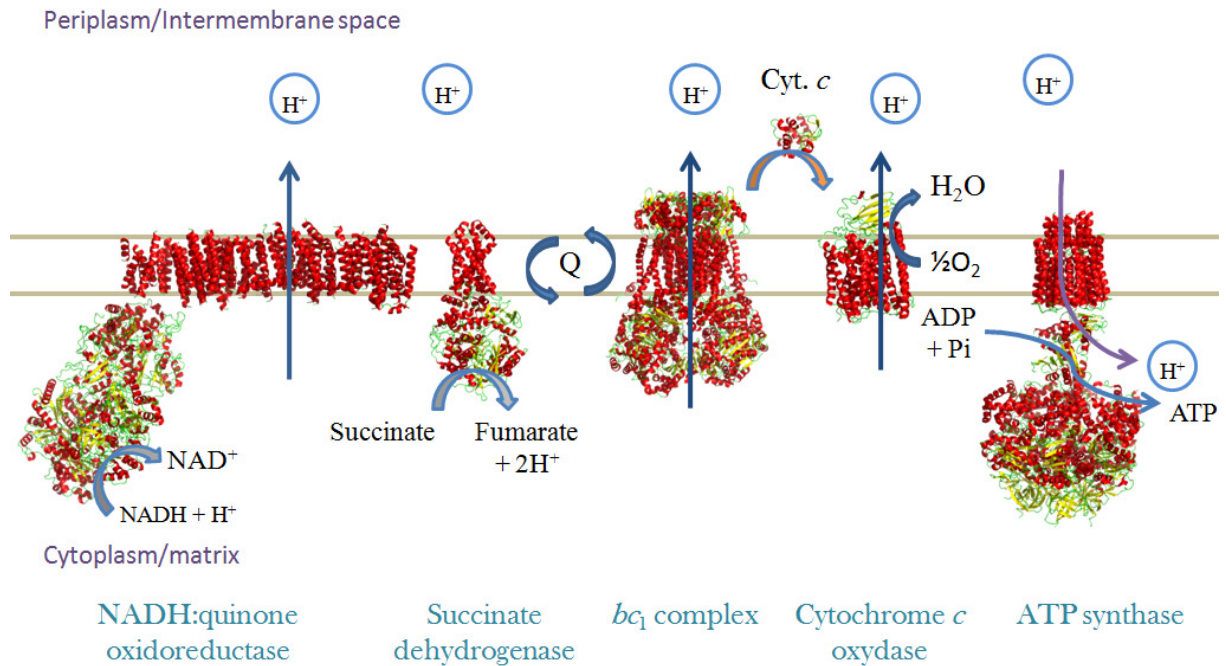 Periplasm/Intermembrane space
H⁺
H⁺
H⁺
Cyt. c
H⁺
H⁺
H₂O
½O₂
Q
ADP
+ Pi
H⁺
ATP
Succinate
Fumarate
+ 2H⁺
NAD⁺
NADH + H⁺
Cytoplasm/matrix
NADH:quinone
oxidoreductase
Succinate
dehydrogenase
bc₁ complex
Cytochrome c
oxydase
ATP synthase